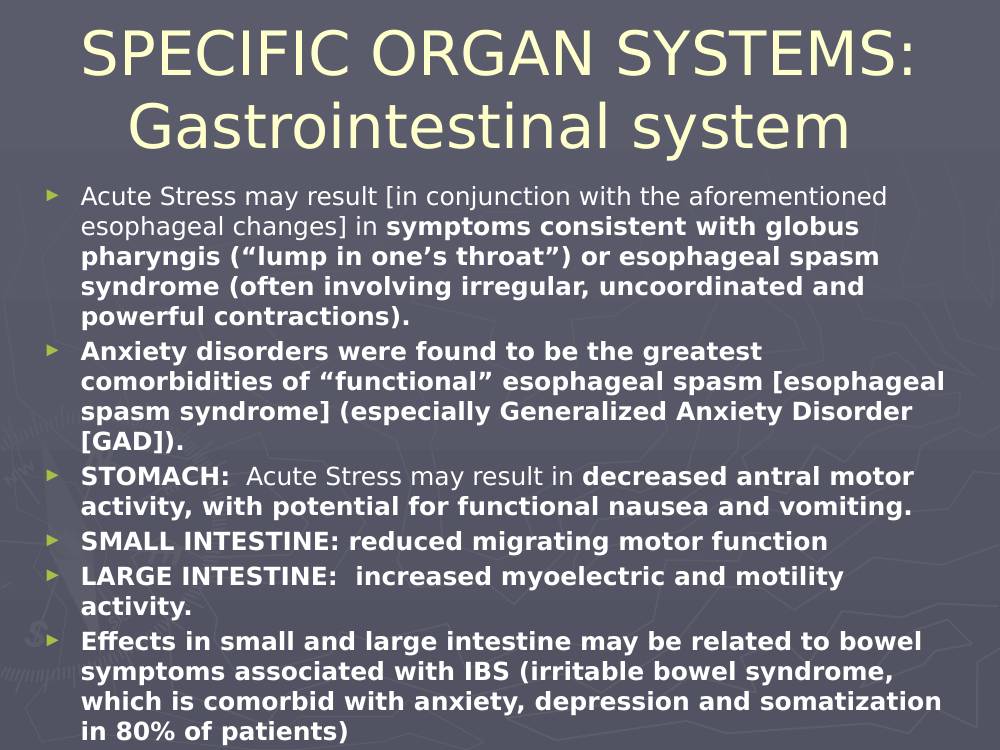 SPECIFIC ORGAN SYSTEMS:
Gastrointestinal system
► Acute Stress may result [in conjunction with the aforementioned
esophageal changes] in symptoms consistent with globus
pharyngis (“lump in one’s throat”) or esophageal spasm
syndrome (often involving irregular, uncoordinated and
powerful contractions).
► Anxiety disorders were found to be the greatest
comorbidities of “functional” esophageal spasm [esophageal
spasm syndrome] (especially Generalized Anxiety Disorder
[GAD]).
► STOMACH:  Acute Stress may result in decreased antral motor
activity, with potential for functional nausea and vomiting.
► SMALL INTESTINE: reduced migrating motor function
► LARGE INTESTINE:  increased myoelectric and motility
activity.
► Effects in small and large intestine may be related to bowel
symptoms associated with IBS (irritable bowel syndrome,
which is comorbid with anxiety, depression and somatization
in 80% of patients)